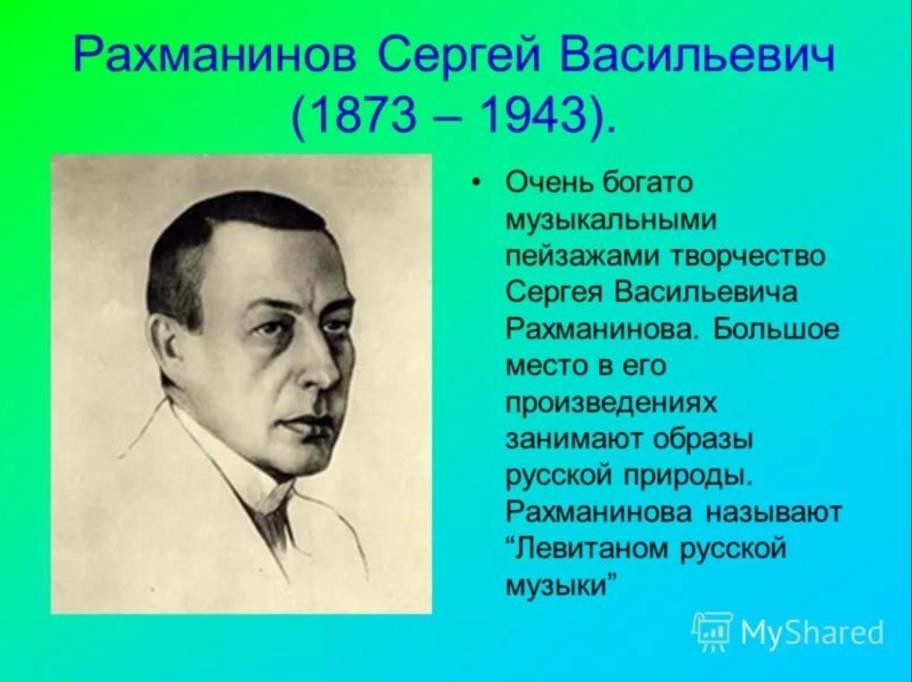 Рахманинов Сергей Васильевич
(1873 – 1943).
• Очень богато
музыкальными
пейзажами творчество
Сергея Васильевича
Рахманинова. Большое
место в его
произведениях
занимают образы
русской природы.
Рахманинова называют
“Левитаном русской
музыки”
MyShared